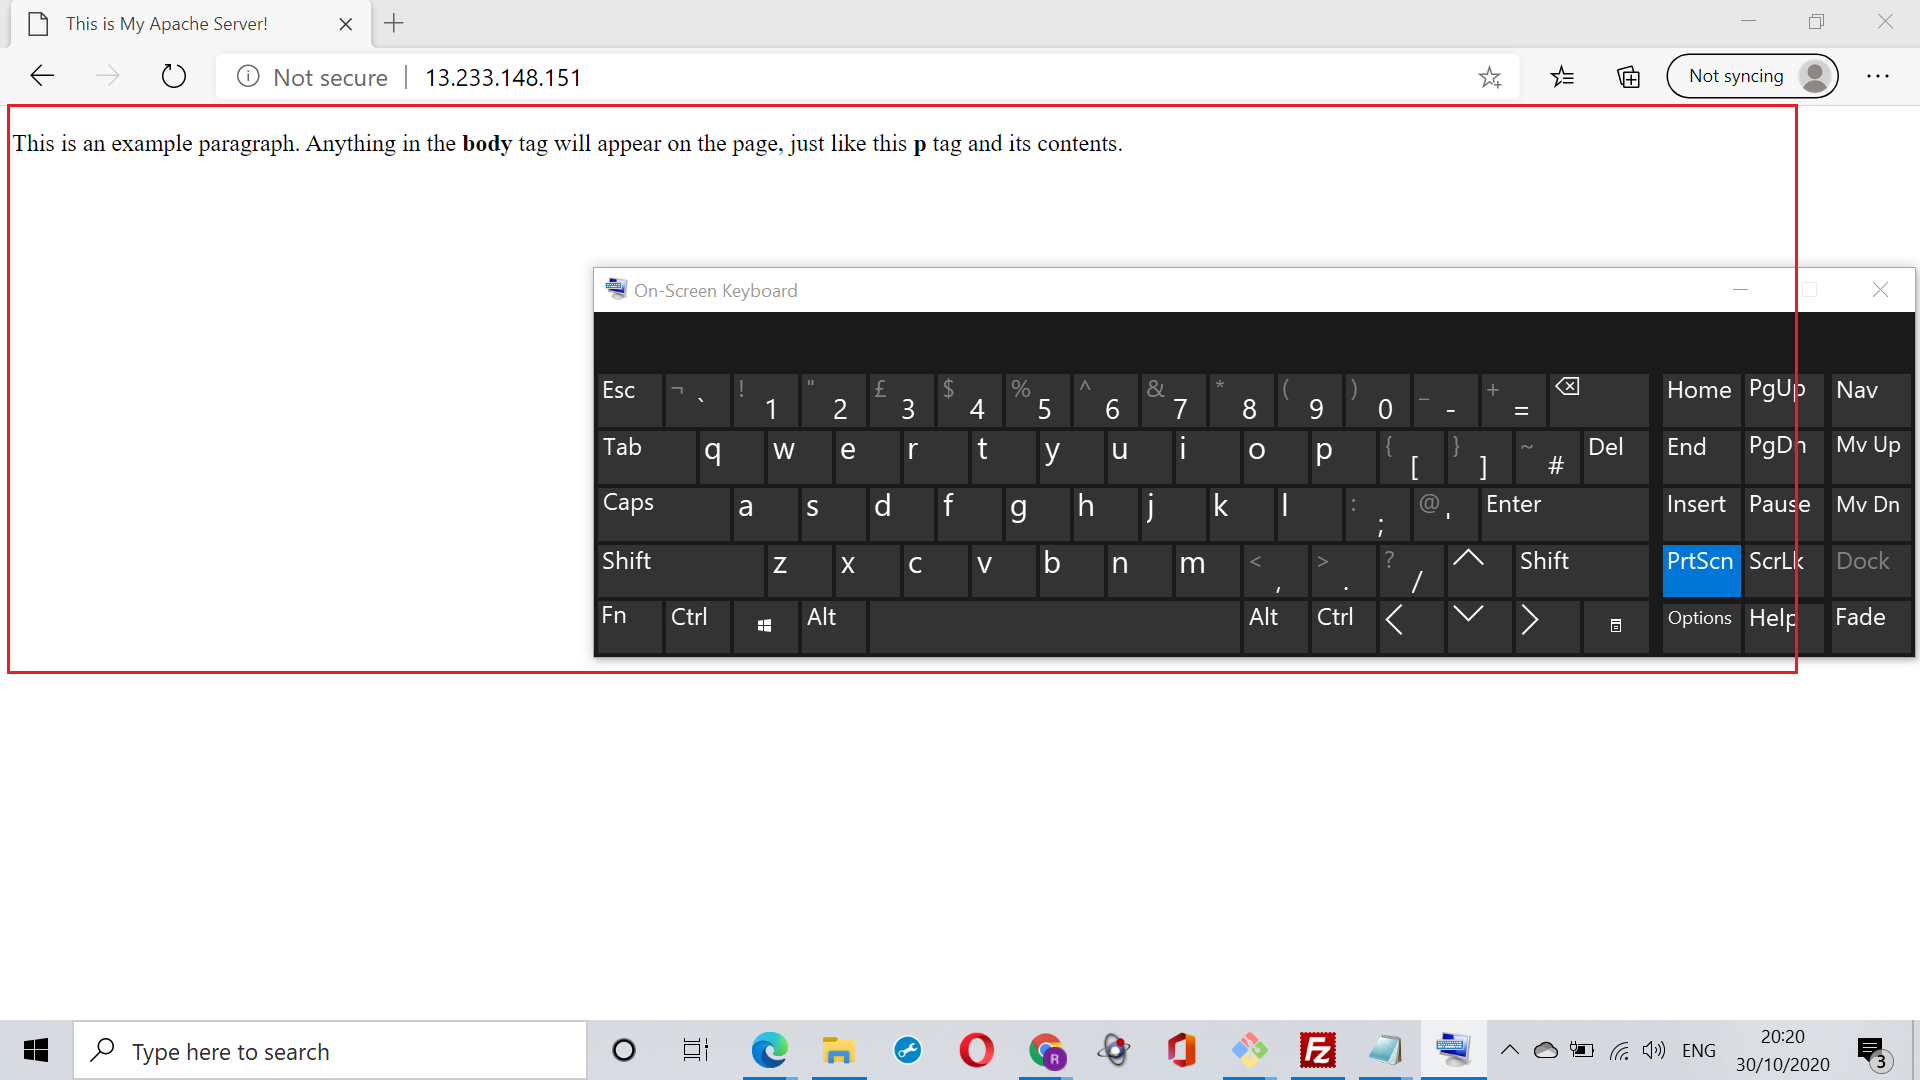 This is My Apache Server!
Not secure 13.233.148.151 Not syncing
This is an example paragraph. Anything in the body tag will appear on the page, just like this p tag and its contents.
On-Screen Keyboard
Esc ¬ ` ! 1 " 2 £ 3 $ 4 % 5 ^ 6 & 7 * 8 ( 9 ) 0 _ - + = Home PgUp Nav
Tab q w e r t y u i o p { [ } ] ~ # Del End PgDn Mv Up
Caps a s d f g h j k l : ; @ ' Enter Insert Pause Mv Dn
Shift z x c v b n m < , > . ? / Shift PrtScn ScrLk Dock
Fn Ctrl Alt Alt Ctrl Options Help Fade
Type here to search R Fz ENG 20:20
30/10/2020 3